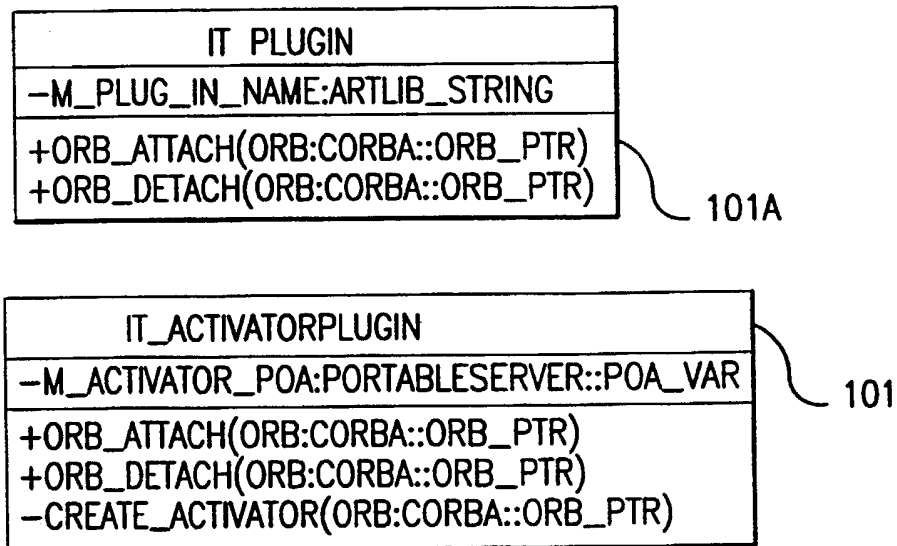 IT PLUGIN
-M_PLUG_IN_NAME:ARTLIB_STRING
+ORB_ATTACH(ORB:CORBA::ORB_PTR)
+ORB_DETACH(ORB:CORBA::ORB_PTR)
101A
IT_ACTIVATORPLUGIN
-M_ACTIVATOR_POA:PORTABLESERVER::POA_VAR
101
+ORB_ATTACH(ORB:CORBA::ORB_PTR)
+ORB_DETACH(ORB:CORBA::ORB_PTR)
-CREATE_ACTIVATOR(ORB:CORBA::ORB_PTR)